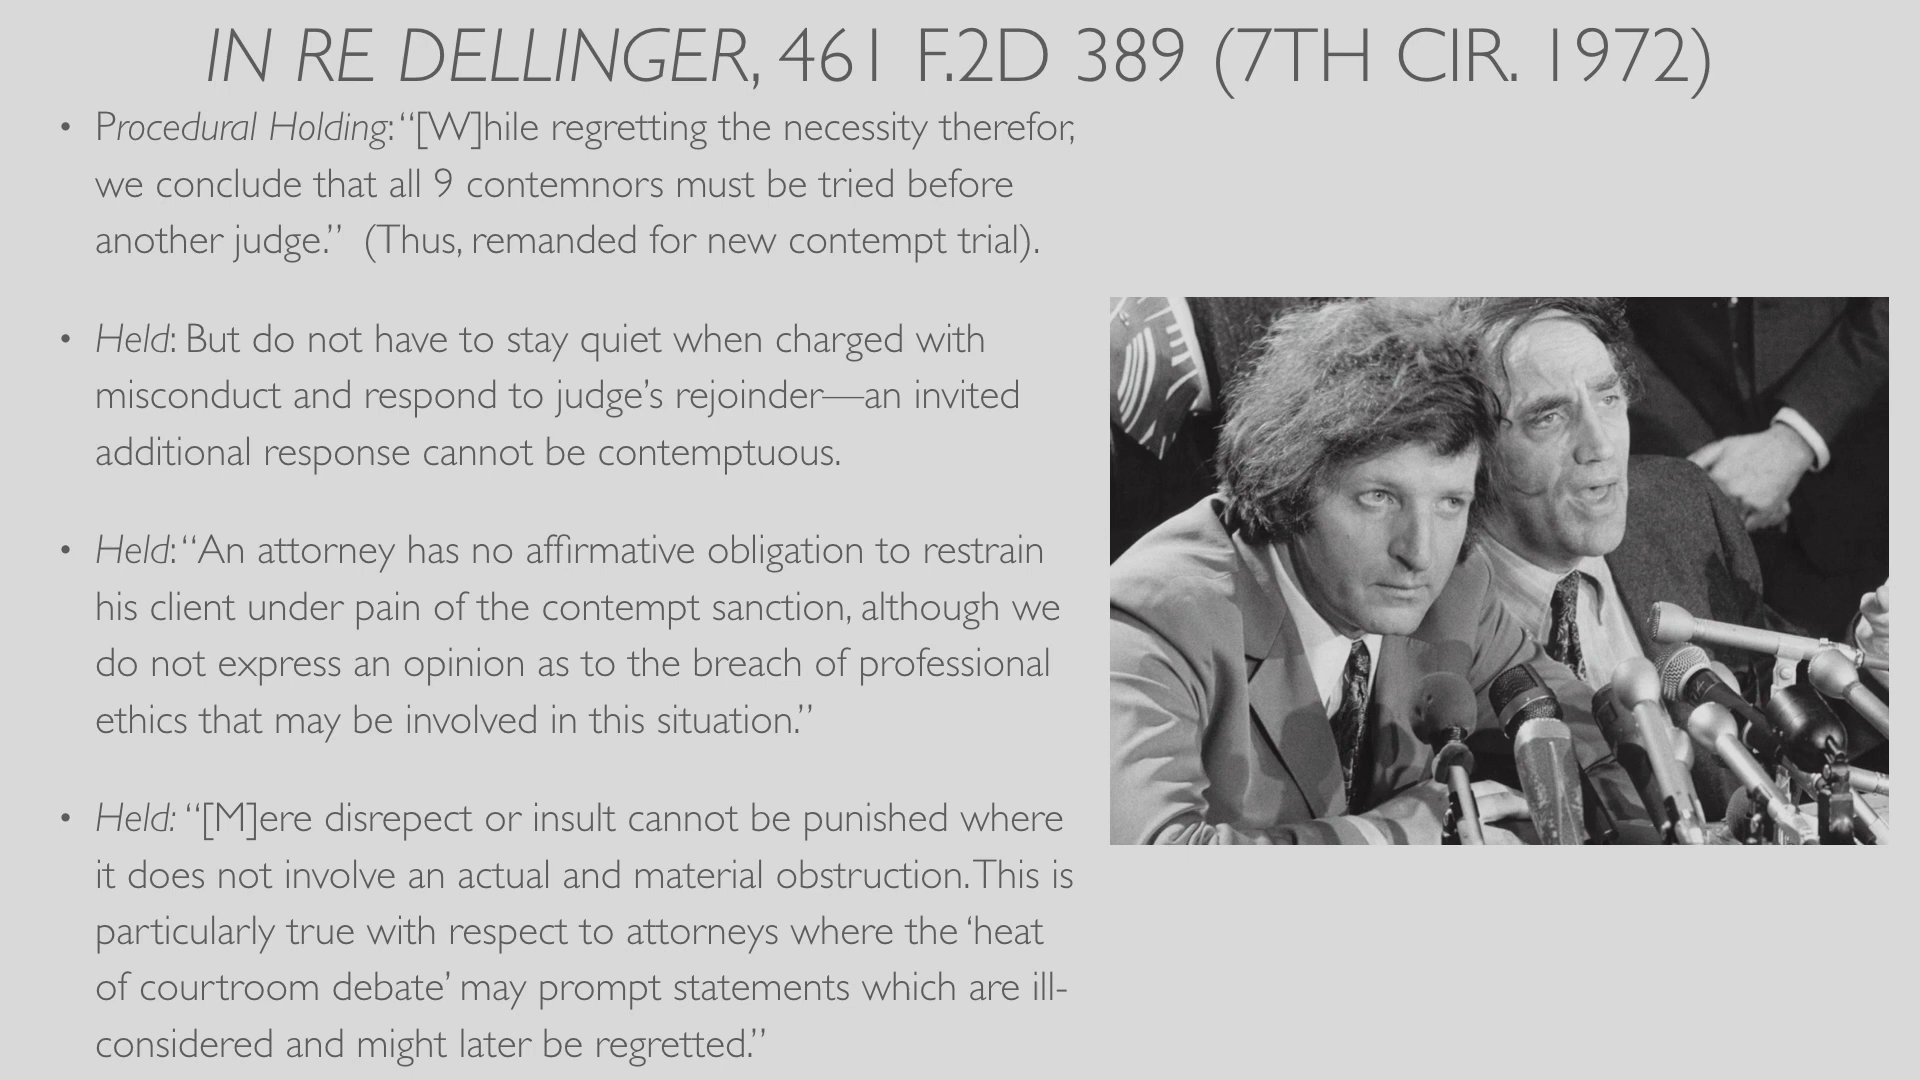 IN RE DELLINGER, 461 F.2D 389 (7TH CIR. 1972)
• Procedural Holding: “[W]hile regretting the necessity therefor,
we conclude that all 9 contemnors must be tried before
another judge.” (Thus, remanded for new contempt trial).
• Held: But do not have to stay quiet when charged with
misconduct and respond to judge’s rejoinder—an invited
additional response cannot be contemptuous.
• Held: “An attorney has no affirmative obligation to restrain
his client under pain of the contempt sanction, although we
do not express an opinion as to the breach of professional
ethics that may be involved in this situation.”
• Held: “[M]ere disrepect or insult cannot be punished where
it does not involve an actual and material obstruction. This is
particularly true with respect to attorneys where the ‘heat
of courtroom debate’ may prompt statements which are ill-
considered and might later be regretted.”